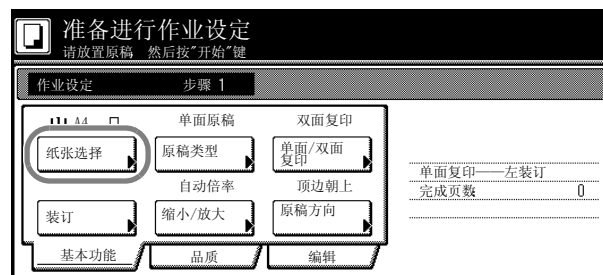 准备进行作业设定
请放置原稿 然后按"开始"键
作业设定 步骤 1
A4 单面原稿 双面复印
纸张选择 原稿类型 单面/双面
复印
自动倍率 顶边朝上
装订 缩小/放大 原稿方向
单面复印——左装订
完成页数 0
基本功能 品质 编辑